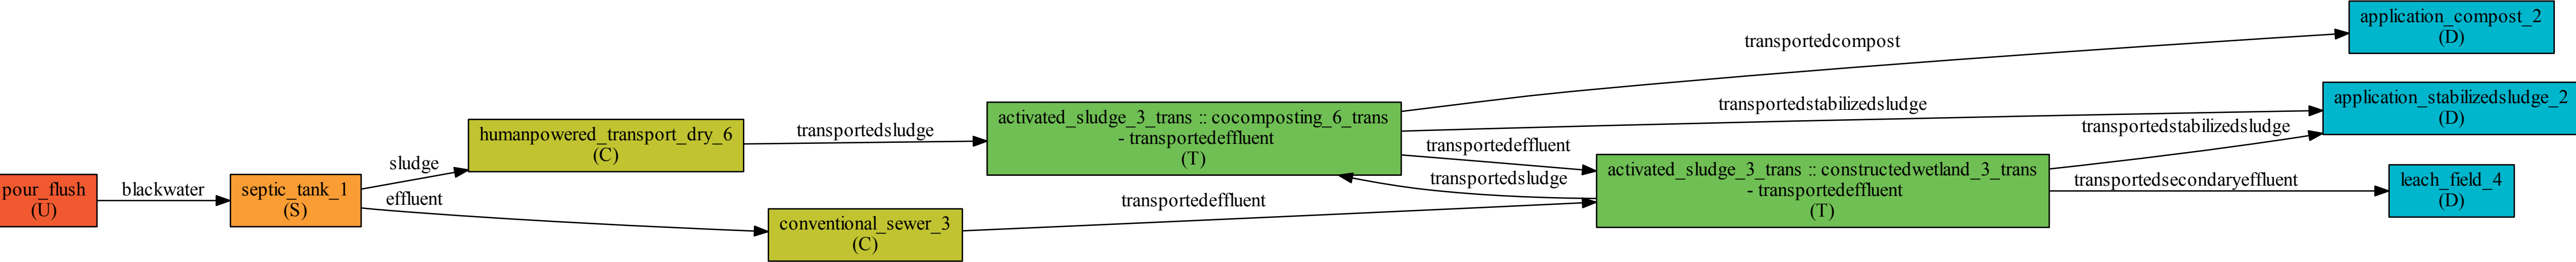 pour_flush
(U)
blackwater
septic_tank_1
(S)
sludge
effluent
humanpowered_transport_dry_6
(C)
conventional_sewer_3
(C)
transportedsludge
transportedeffluent
activated_sludge_3_trans :: cocomposting_6_trans
- transportedeffluent
(T)
transportedeffluent
transportedsludge
activated_sludge_3_trans :: constructedwetland_3_trans
- transportedeffluent
(T)
transportedcompost
transportedstabilizedsludge
transportedstabilizedsludge
transportedsecondaryeffluent
application_compost_2
(D)
application_stabilizedsludge_2
(D)
leach_field_4
(D)